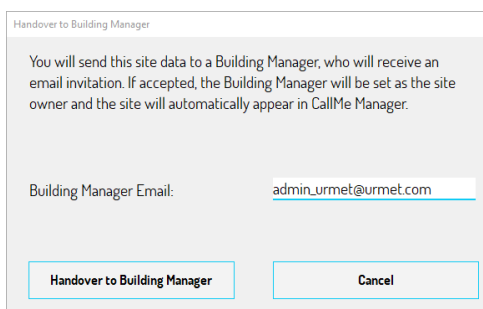 Handover to Building Manager
You will send this site data to a Building Manager, who will receive an
email invitation. If accepted, the Building Manager will be set as the site
owner and the site will automatically appear in CallMe Manager.
Building Manager Email: admin_urmet@urmet.com
Handover to Building Manager Cancel